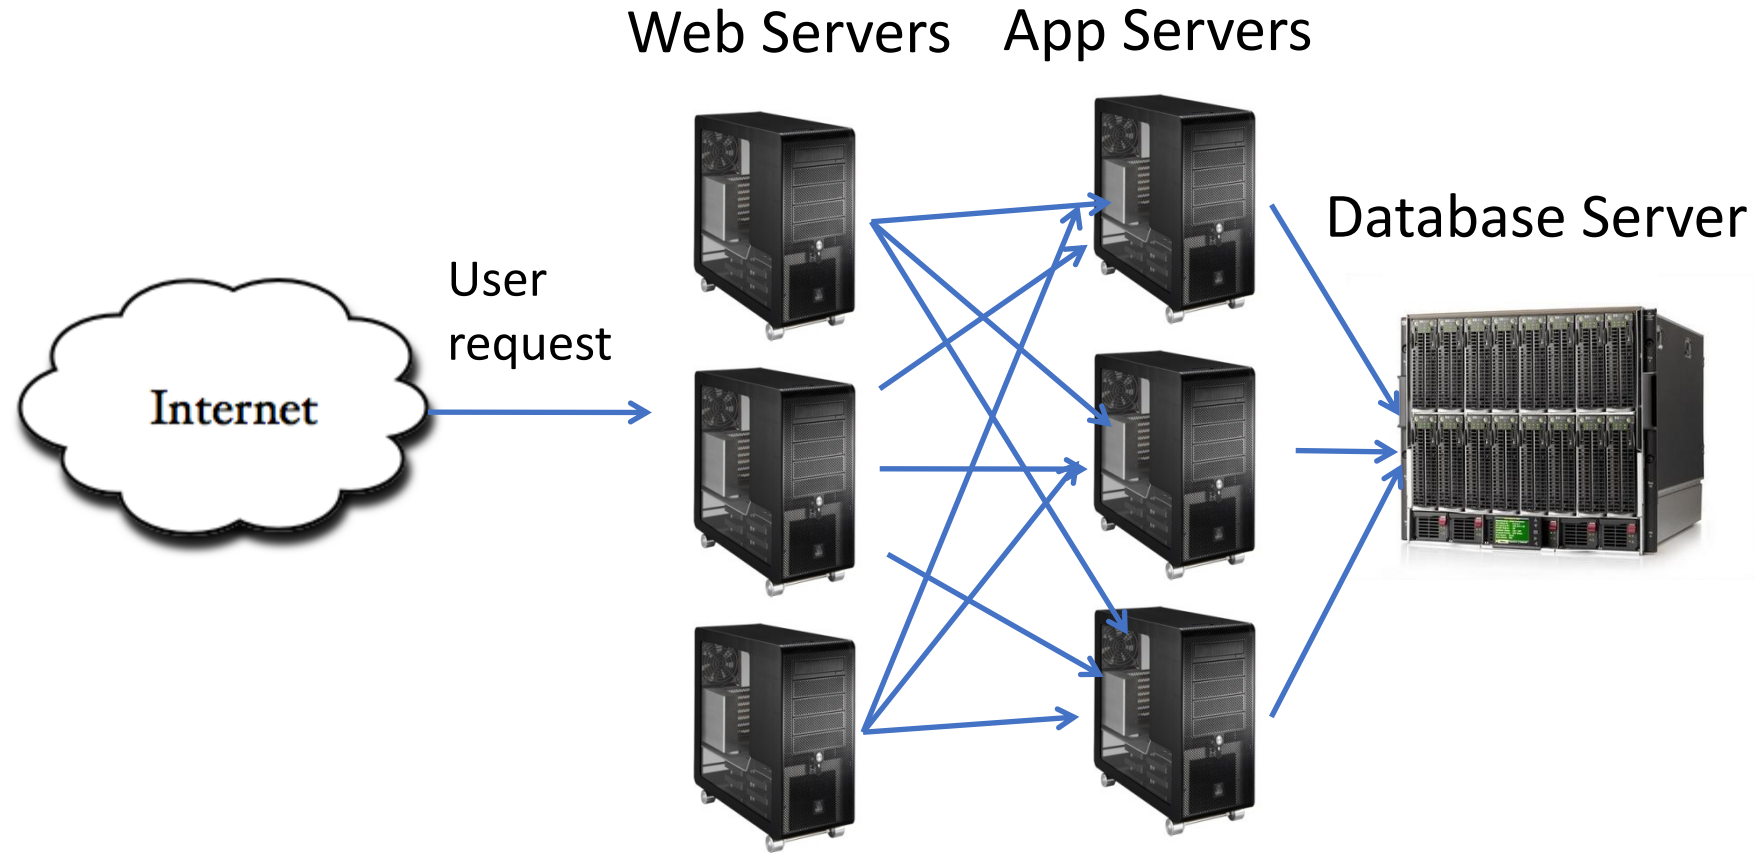 Web Servers
App Servers
Database Server
User
request
Internet